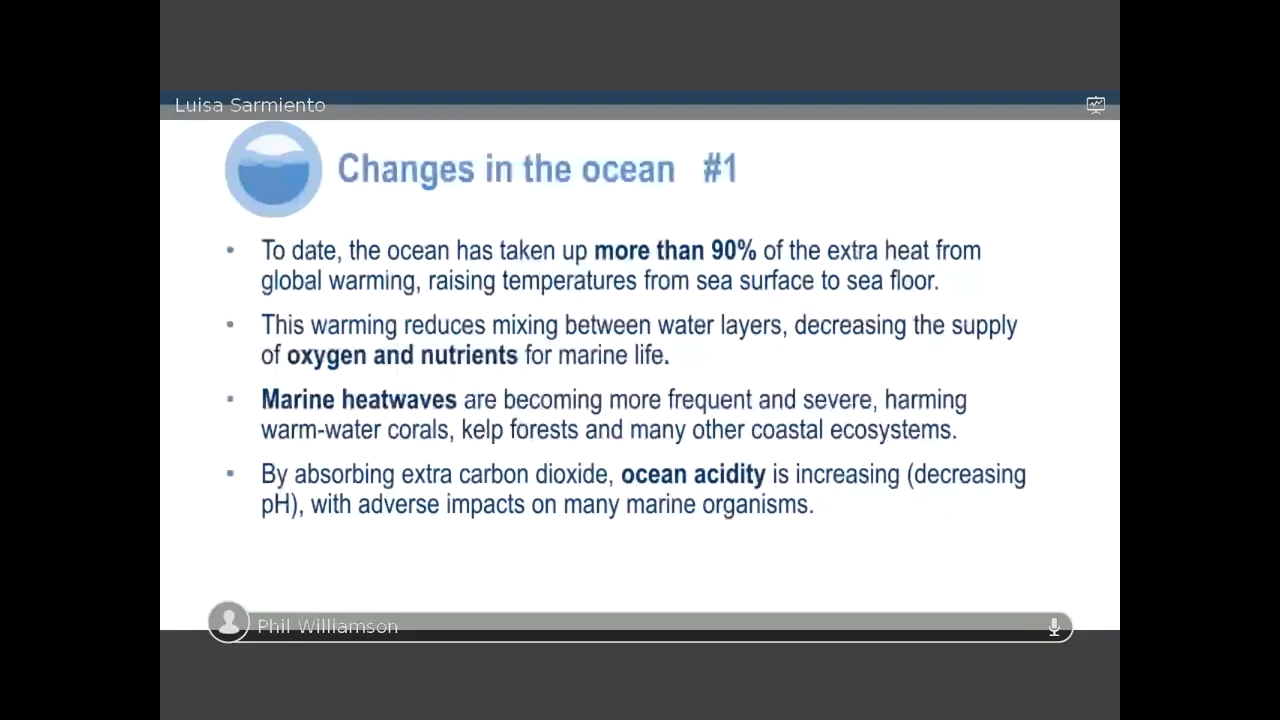 Luisa Sarmiento
Changes in the ocean #1
• To date, the ocean has taken up more than 90% of the extra heat from
global warming, raising temperatures from sea surface to sea floor.
• This warming reduces mixing between water layers, decreasing the supply
of oxygen and nutrients for marine life.
• Marine heatwaves are becoming more frequent and severe, harming
warm-water corals, kelp forests and many other coastal ecosystems.
• By absorbing extra carbon dioxide, ocean acidity is increasing (decreasing
pH), with adverse impacts on many marine organisms.
Phil Williamson